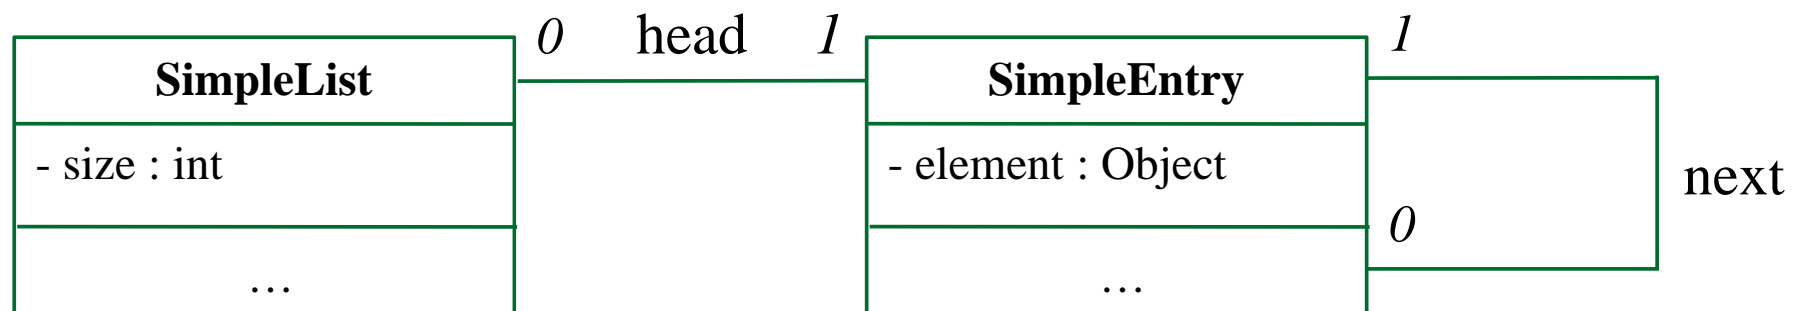 0 head 1 1
SimpleList SimpleEntry
- size : int - element : Object
next
0
... ...